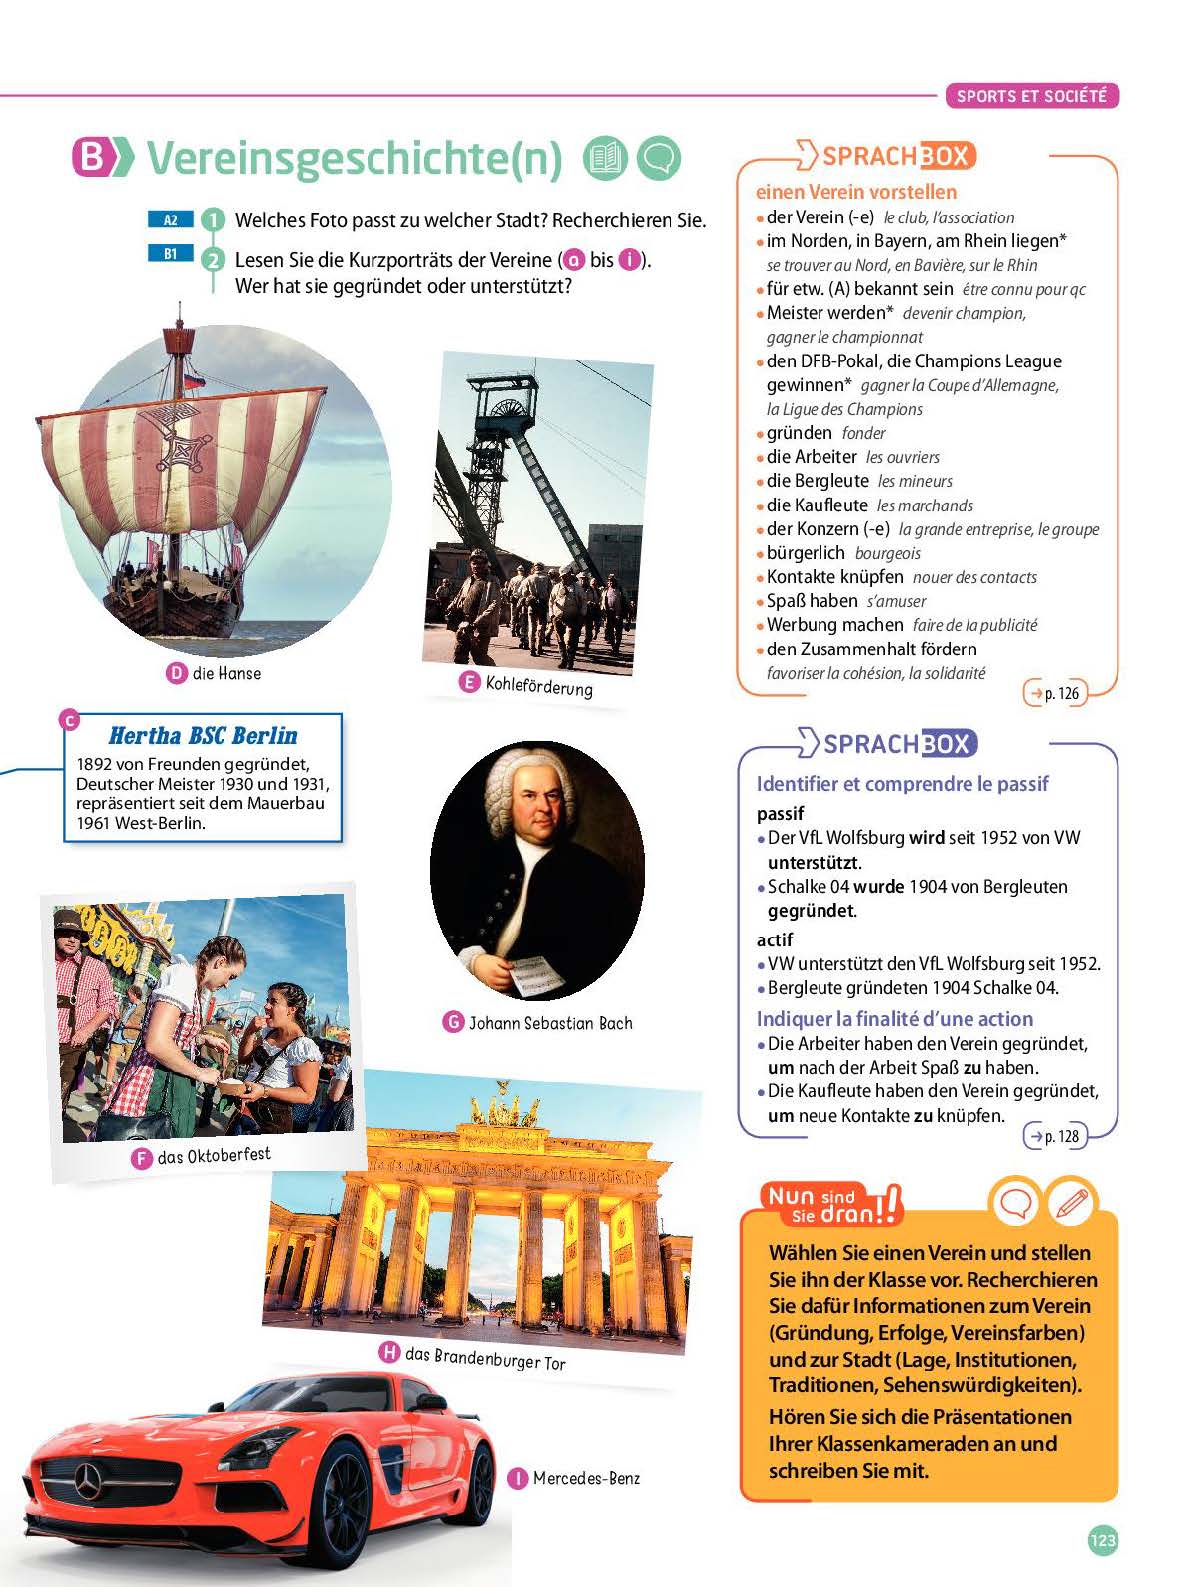 SPORTS ET SOCIÉTÉ
B Vereinsgeschichte(n)
A2 1 Welches Foto passt zu welcher Stadt? Recherchieren Sie.
B1 2 Lesen Sie die Kurzporträts der Vereine (a bis i).
Wer hat sie gegründet oder unterstützt?
D die Hanse
E Kohleförderung
c
Hertha BSC Berlin
1892 von Freunden gegründet,
Deutscher Meister 1930 und 1931,
repräsentiert seit dem Mauerbau
1961 West-Berlin.
G Johann Sebastian Bach
F das Oktoberfest
H das Brandenburger Tor
I Mercedes-Benz
SPRACHBOX
einen Verein vorstellen
• der Verein (-e) le club, l'association
• im Norden, in Bayern, am Rhein liegen*
se trouver au Nord, en Bavière, sur le Rhin
• für etw. (A) bekannt sein être connu pour qc
• Meister werden* devenir champion,
gagner le championnat
• den DFB-Pokal, die Champions League
gewinnen* gagner la Coupe d'Allemagne,
la Ligue des Champions
• gründen fonder
• die Arbeiter les ouvriers
• die Bergleute les mineurs
• die Kaufleute les marchands
• der Konzern (-e) la grande entreprise, le groupe
• bürgerlich bourgeois
• Kontakte knüpfen nouer des contacts
• Spaß haben s'amuser
• Werbung machen faire de la publicité
• den Zusammenhalt fördern
favoriser la cohésion, la solidarité
→ p. 126
SPRACHBOX
Identifier et comprendre le passif
passif
• Der VfL Wolfsburg wird seit 1952 von VW
unterstützt.
• Schalke 04 wurde 1904 von Bergleuten
gegründet.
actif
• VW unterstützt den VfL Wolfsburg seit 1952.
• Bergleute gründeten 1904 Schalke 04.
Indiquer la finalité d'une action
• Die Arbeiter haben den Verein gegründet,
um nach der Arbeit Spaß zu haben.
• Die Kaufleute haben den Verein gegründet,
um neue Kontakte zu knüpfen.
→ p. 128
Nun sind
Sie dran!!
Wählen Sie einen Verein und stellen
Sie ihn der Klasse vor. Recherchieren
Sie dafür Informationen zum Verein
(Gründung, Erfolge, Vereinsfarben)
und zur Stadt (Lage, Institutionen,
Traditionen, Sehenswürdigkeiten).
Hören Sie sich die Präsentationen
Ihrer Klassenkameraden an und
schreiben Sie mit.
123